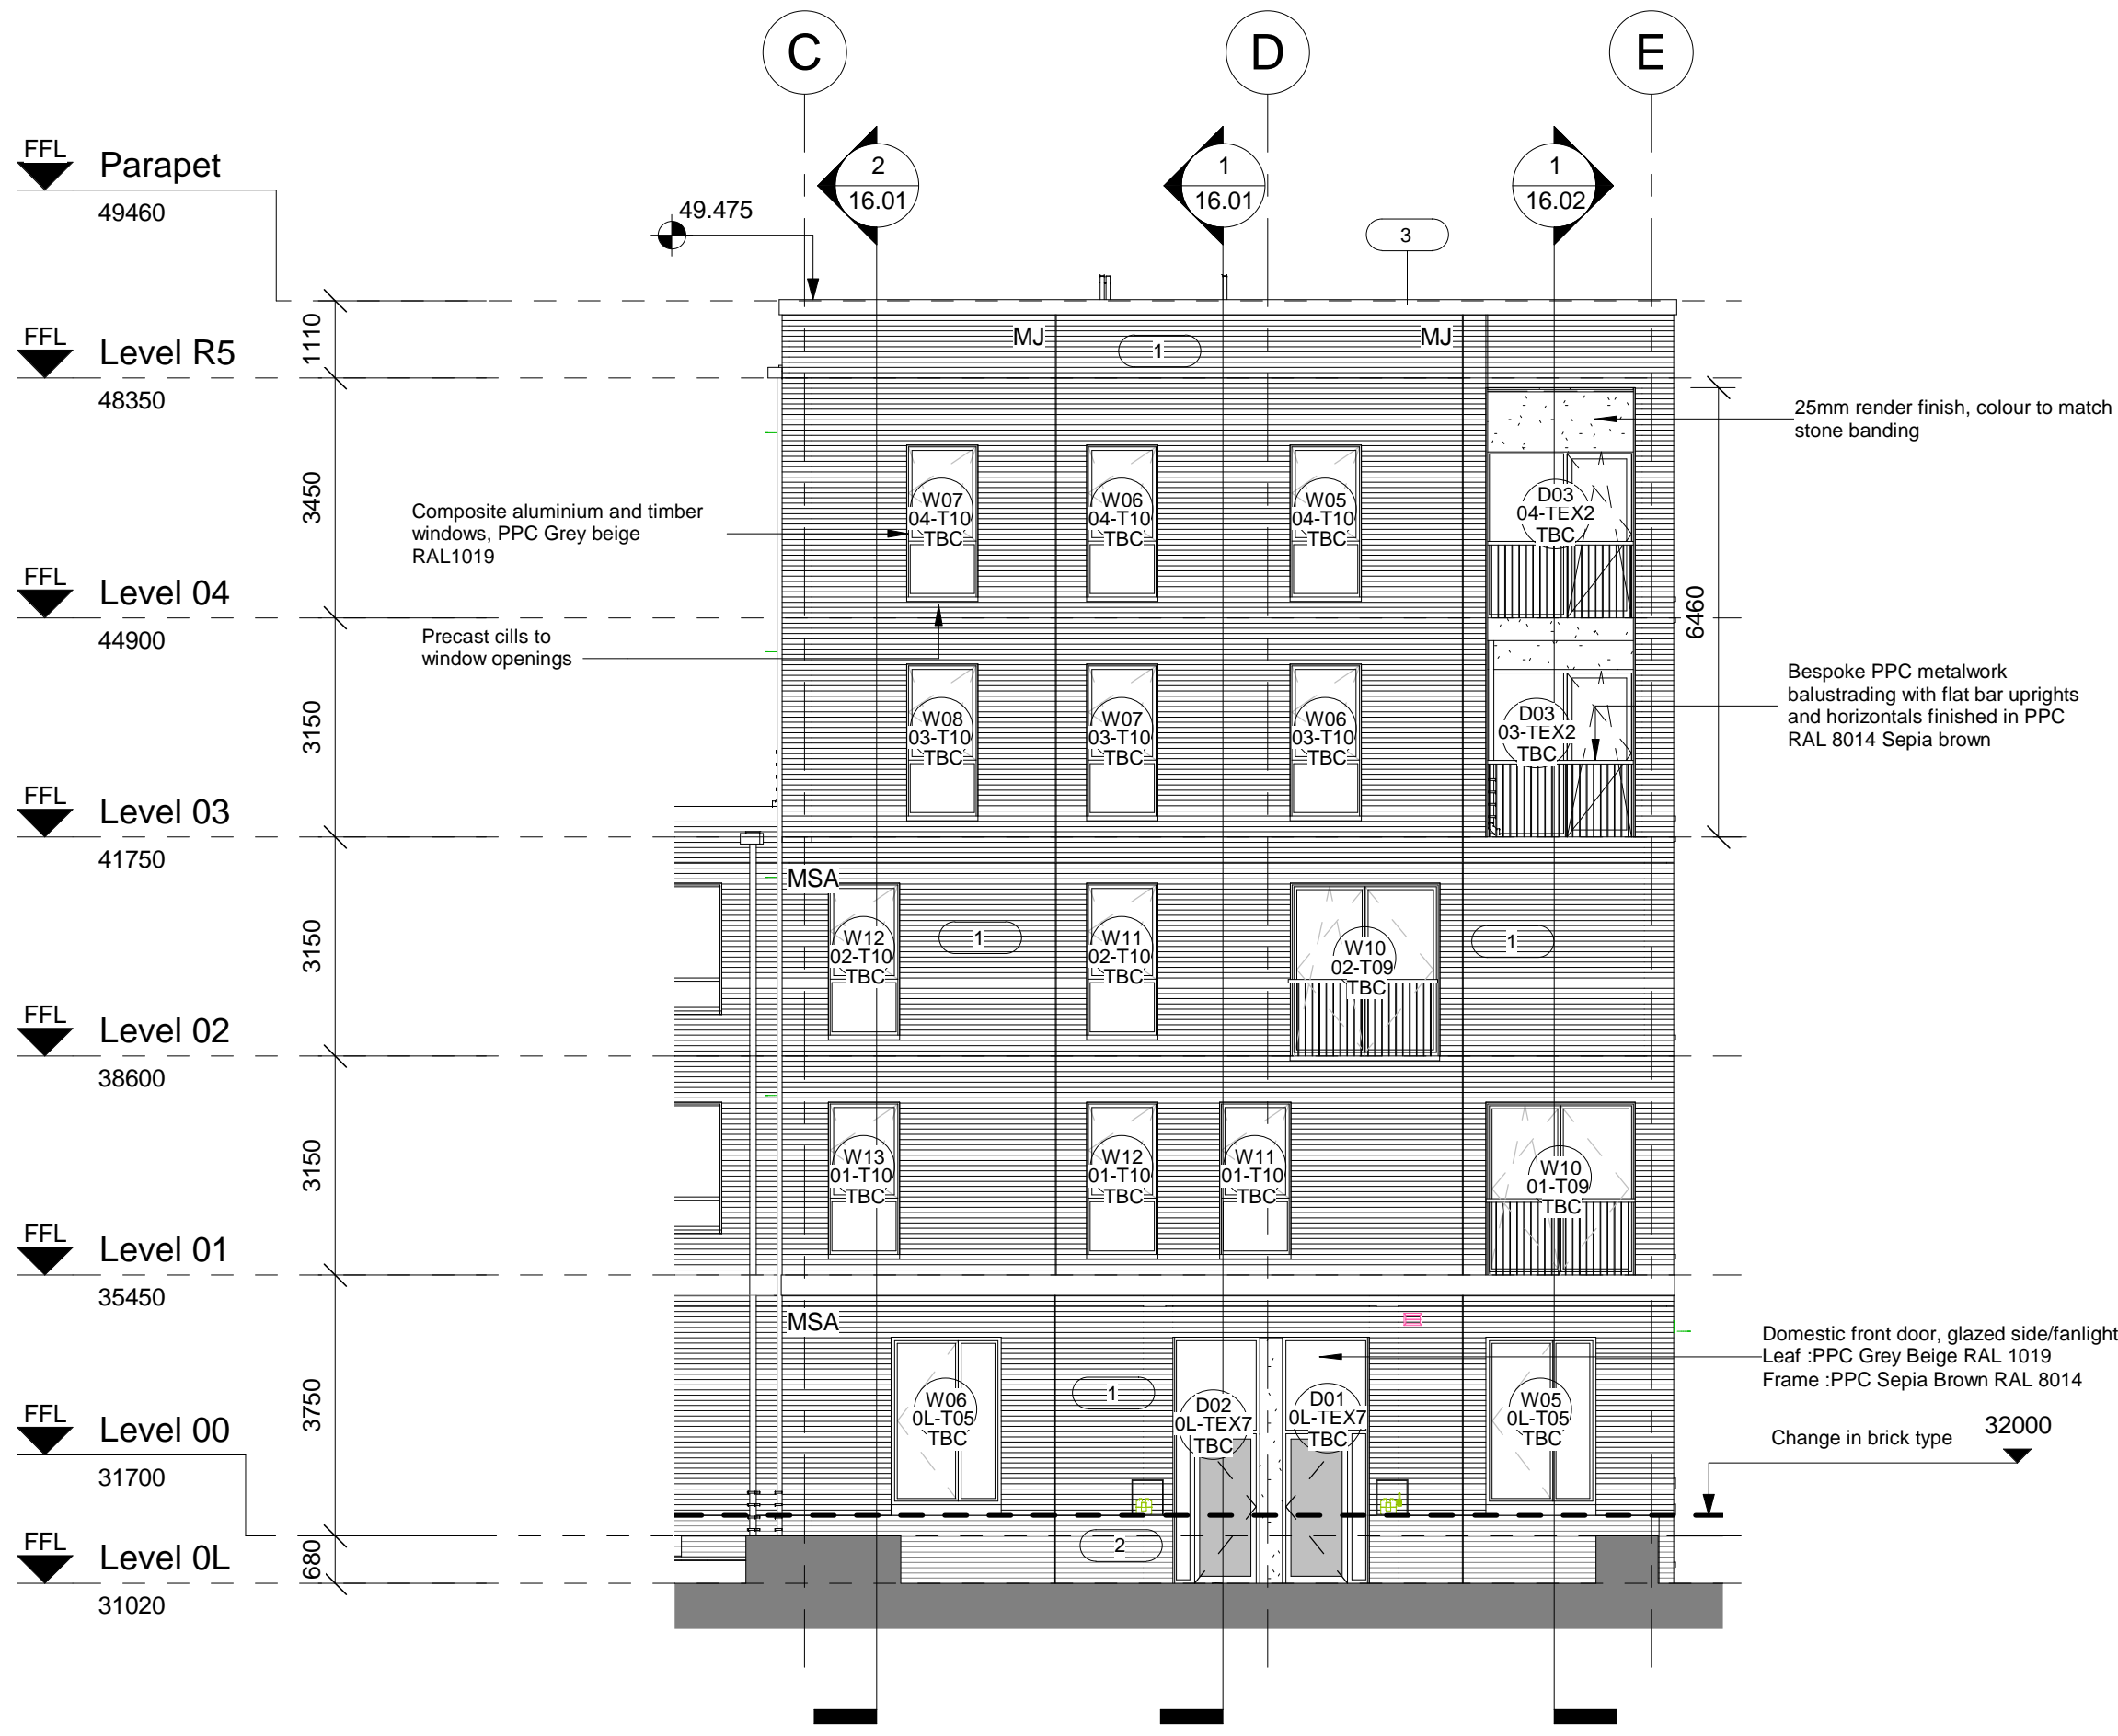 C
D
E
FFL
Parapet
49460
2
16.01
1
16.01
1
16.02
49.475
3
1110
FFL
Level R5
48350
MJ
MJ
1
25mm render finish, colour to match
stone banding
3450
Composite aluminium and timber
windows, PPC Grey beige
RAL1019
W07
04-T10
TBC
W06
04-T10
TBC
W05
04-T10
TBC
D03
04-TEX2
TBC
FFL
Level 04
44900
Precast cills to
window openings
6460
3150
W08
03-T10
TBC
W07
03-T10
TBC
W06
03-T10
TBC
D03
03-TEX2
TBC
Bespoke PPC metalwork
balustrading with flat bar uprights
and horizontals finished in PPC
RAL 8014 Sepia brown
FFL
Level 03
41750
MSA
3150
W12
02-T10
TBC
1
W11
02-T10
TBC
W10
02-T09
TBC
1
FFL
Level 02
38600
3150
W13
01-T10
TBC
W12
01-T10
TBC
W11
01-T10
TBC
W10
01-T09
TBC
FFL
Level 01
35450
MSA
3750
W06
0L-T05
TBC
1
D02
0L-TEX7
TBC
D01
0L-TEX7
TBC
W05
0L-T05
TBC
Domestic front door, glazed side/fanlight
Leaf :PPC Grey Beige RAL 1019
Frame :PPC Sepia Brown RAL 8014
Change in brick type
32000
FFL
Level 00
31700
680
2
FFL
Level 0L
31020